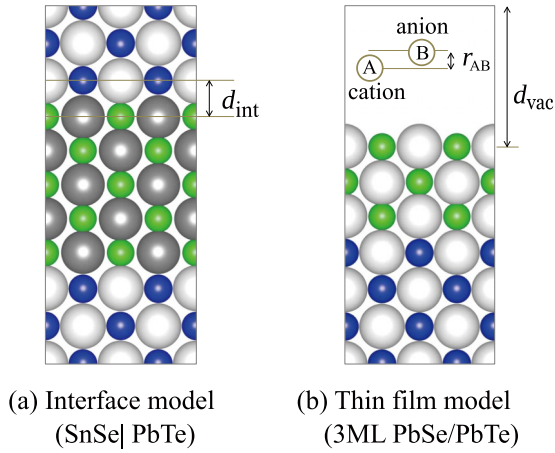 anion
B
A
r_AB
cation
d_int
d_vac
(a) Interface model
(SnSe| PbTe)
(b) Thin film model
(3ML PbSe/PbTe)